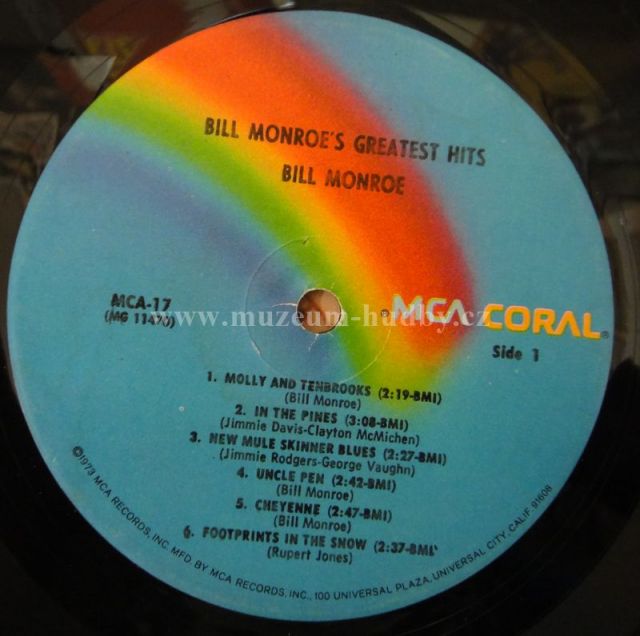 BILL MONROE'S GREATEST HITS
BILL MONROE
MCA-17
(MG 11470)
www.muzeum-hudby.cz
®MCA CORAL®
Side 1
1. MOLLY AND TENBROOKS (2:19-BMI)
(Bill Monroe)
2. IN THE PINES (3:08-BMI)
(Jimmie Davis-Clayton McMichen)
3. NEW MULE SKINNER BLUES (2:27-BMI)
(Jimmie Rodgers-George Vaughn)
4. UNCLE PEN (2:42-BMI)
(Bill Monroe)
5. CHEYENNE (2:47-BMI)
(Bill Monroe)
6. FOOTPRINTS IN THE SNOW (2:37-BMI)
(Rupert Jones)
©1973 MCA RECORDS, INC. MFD. BY MCA RECORDS, INC., 100 UNIVERSAL PLAZA, UNIVERSAL CITY, CALIF. 91608